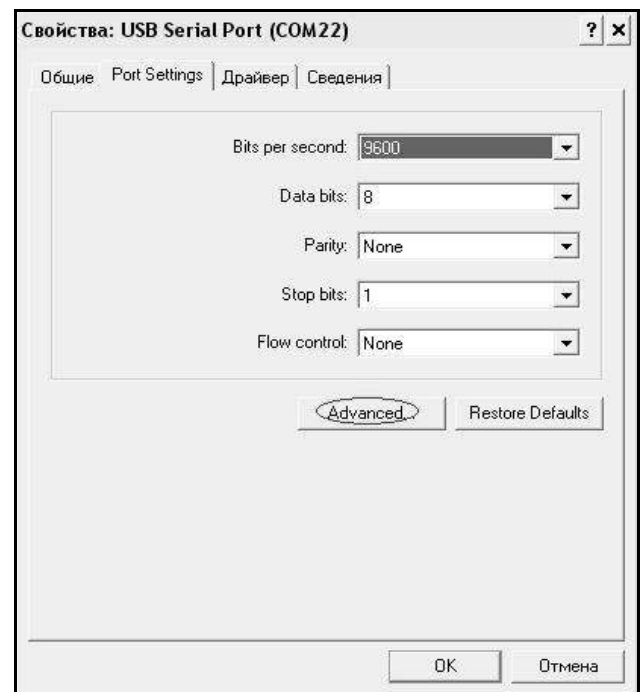 Свойства: USB Serial Port (COM22) ? ×
Общие Port Settings Драйвер Сведения
Bits per second: 9600
Data bits: 8
Parity: None
Stop bits: 1
Flow control: None
Advanced... Restore Defaults
OK Отмена